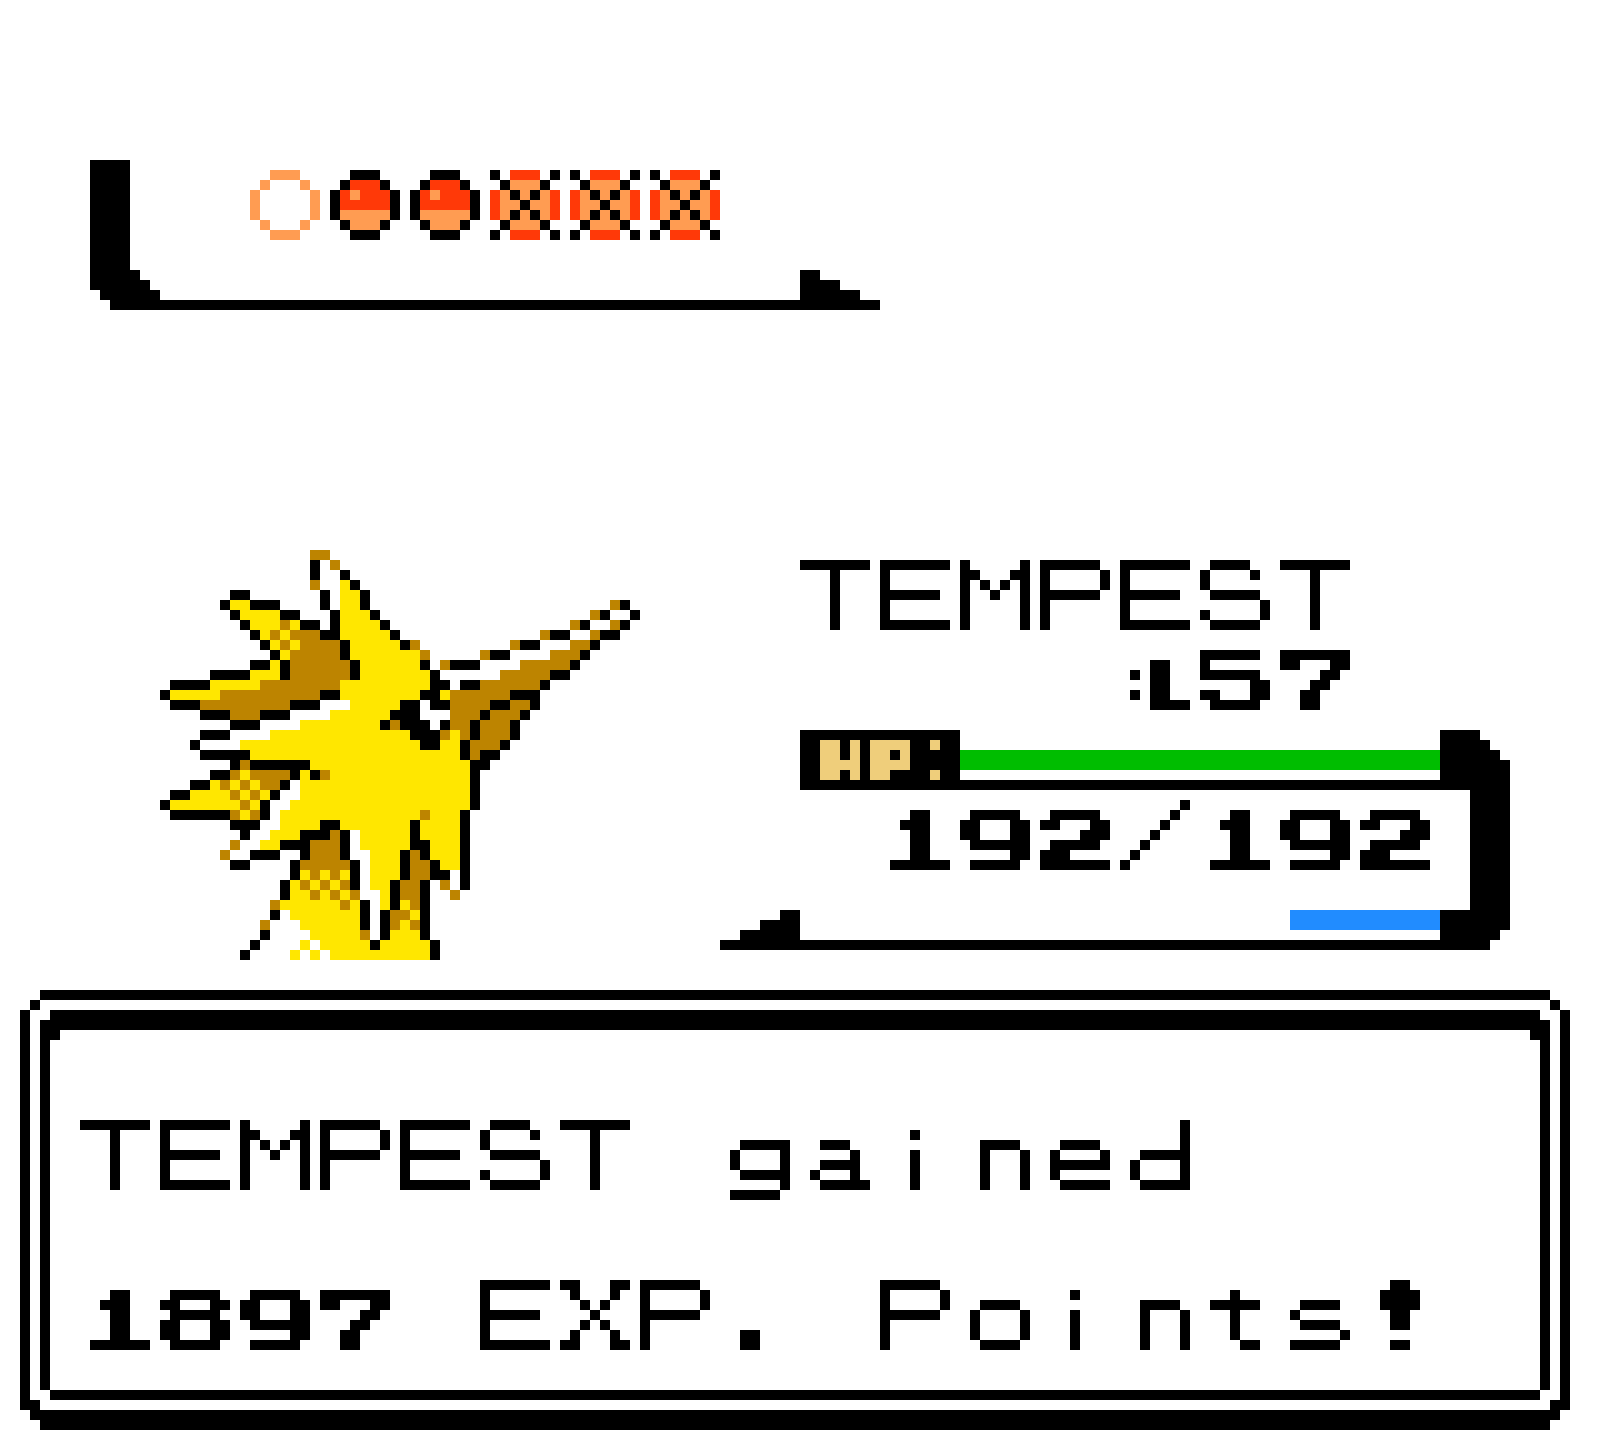 TEMPEST
:L57
HP:
192/192
TEMPEST gained
1897 EXP. Points!